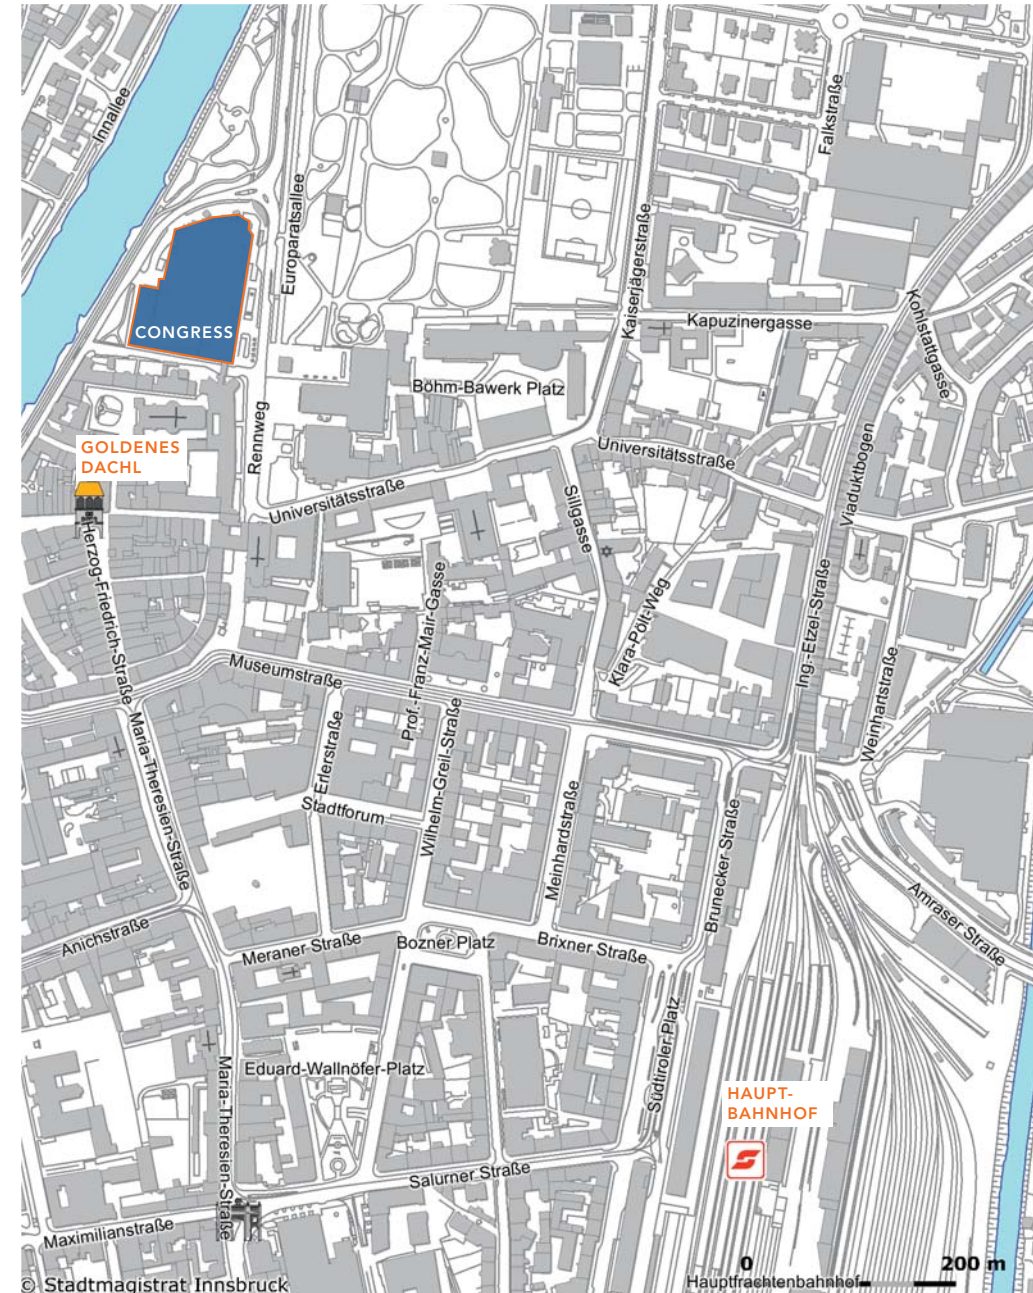 Innallee
Falkstraße
Europaratsallee
Kaiserjägerstraße
Kohlstattgasse
Kapuzinergasse
CONGRESS
Böhm-Bawerk Platz
Rennweg
GOLDENES
DACHL
Universitätsstraße
Universitätsstraße
Viaduktbogen
Sillgasse
Herzog-Friedrich-Straße
Prof.-Franz-Mair-Gasse
Klara-Pölt-Weg
Ing.-Etzel-Straße
Weinhartstraße
Museumstraße
Maria-Theresien-Straße
Erlerstraße
Wilhelm-Greil-Straße
Stadtforum
Meinhardstraße
Brunecker Straße
Amraser Straße
Anichstraße
Meraner Straße
Bozner Platz
Brixner Straße
Südtiroler Platz
Eduard-Wallnöfer-Platz
Maria-Theresien-Straße
HAUPT-
BAHNHOF
Salurner Straße
Maximilianstraße
0 200 m
Hauptfrachtenbahnhof
© Stadtmagistrat Innsbruck